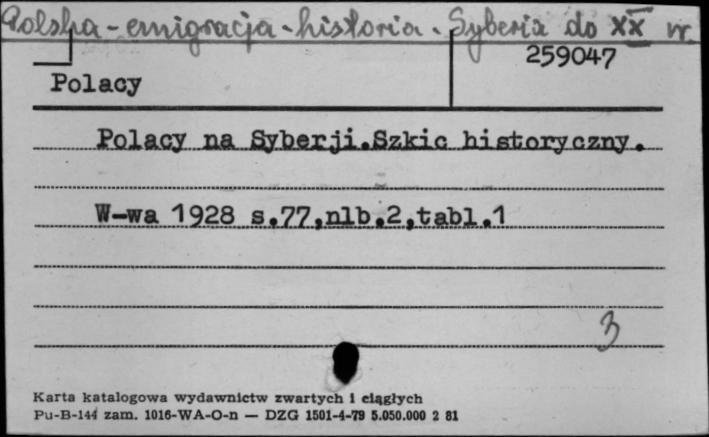 Polska - emigracja - historia - Syberia do XX w.
259047
Polacy
Polacy na Syberji.Szkic historyczny.
W-wa 1928 s.77,nlb.2,tabl.1
3
Karta katalogowa wydawnictw zwartych i ciągłych
Pu-B-144 zam. 1016-WA-O-n — DZG 1501-4-79 5.050.000 2 81